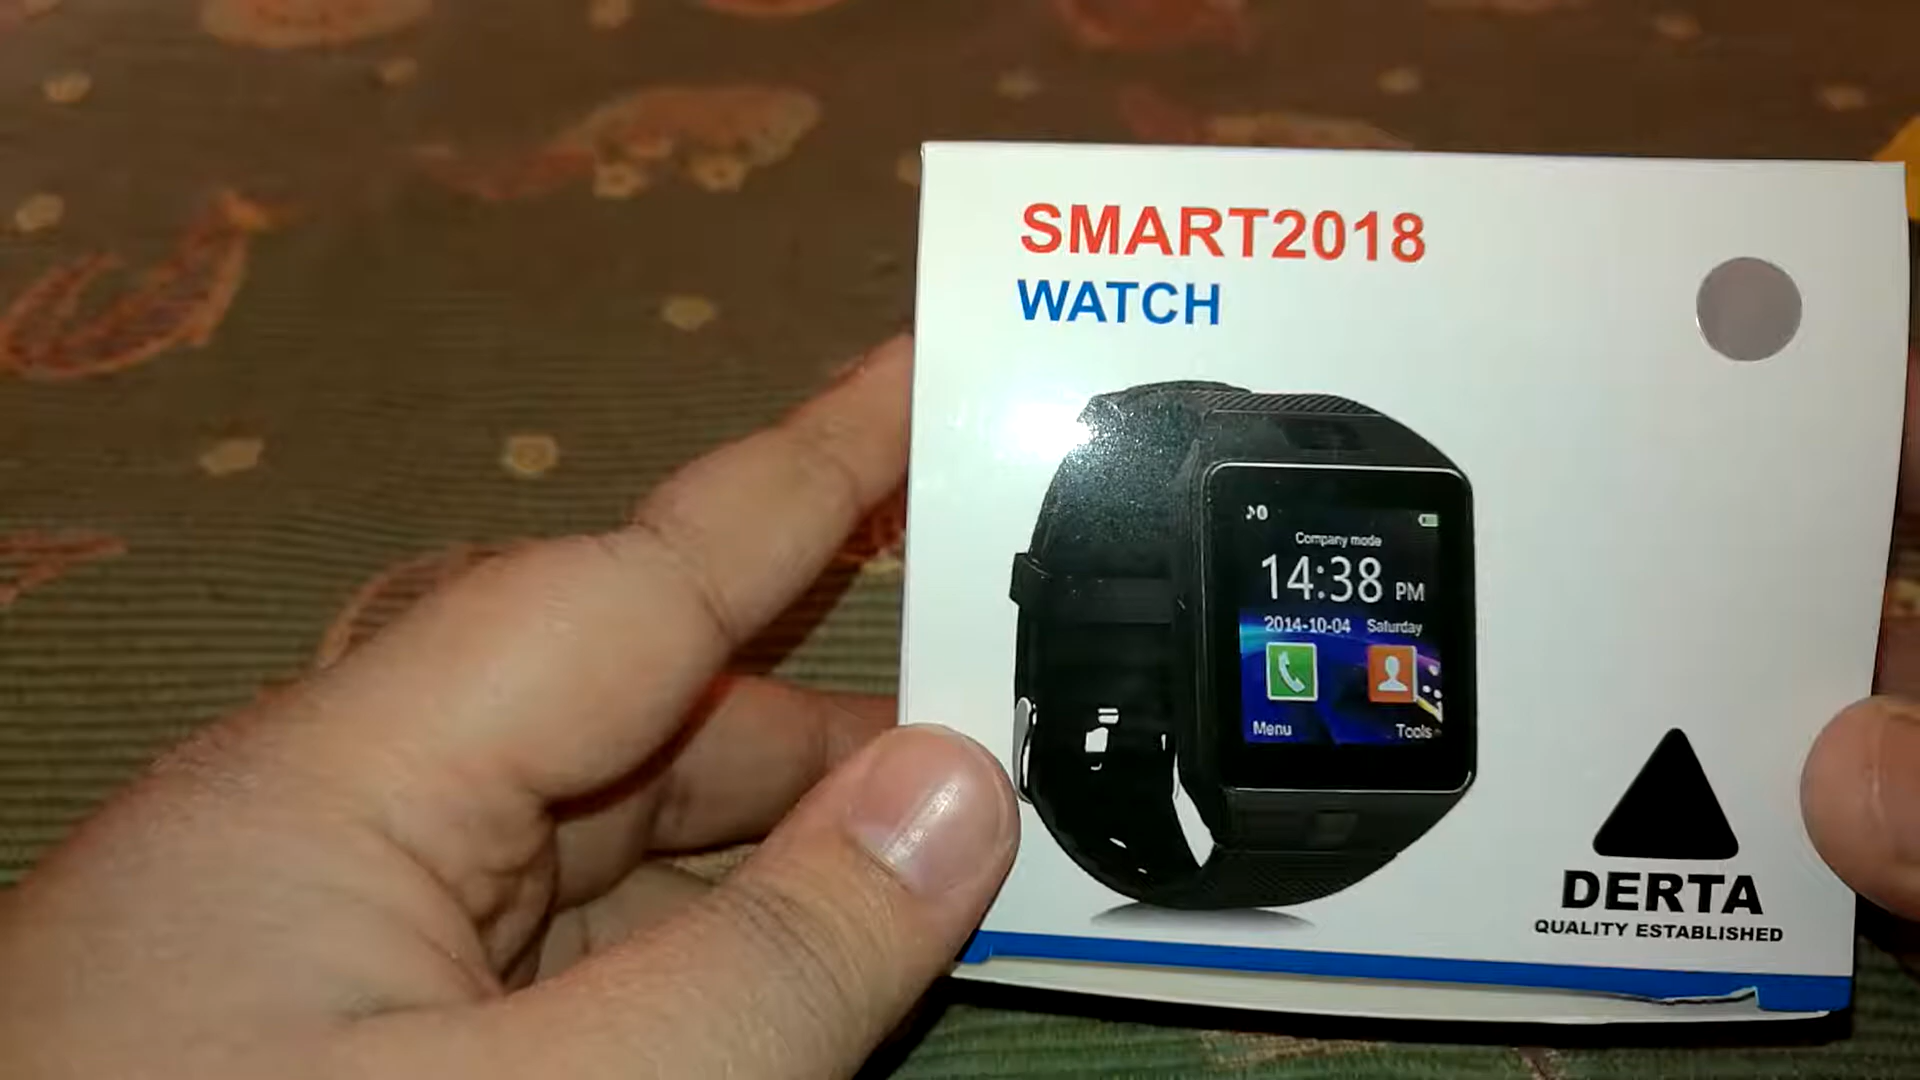 SMART2018
WATCH
Company mode
14:38 PM
2014-10-04 Saturday
Menu Tools
DERTA
QUALITY ESTABLISHED